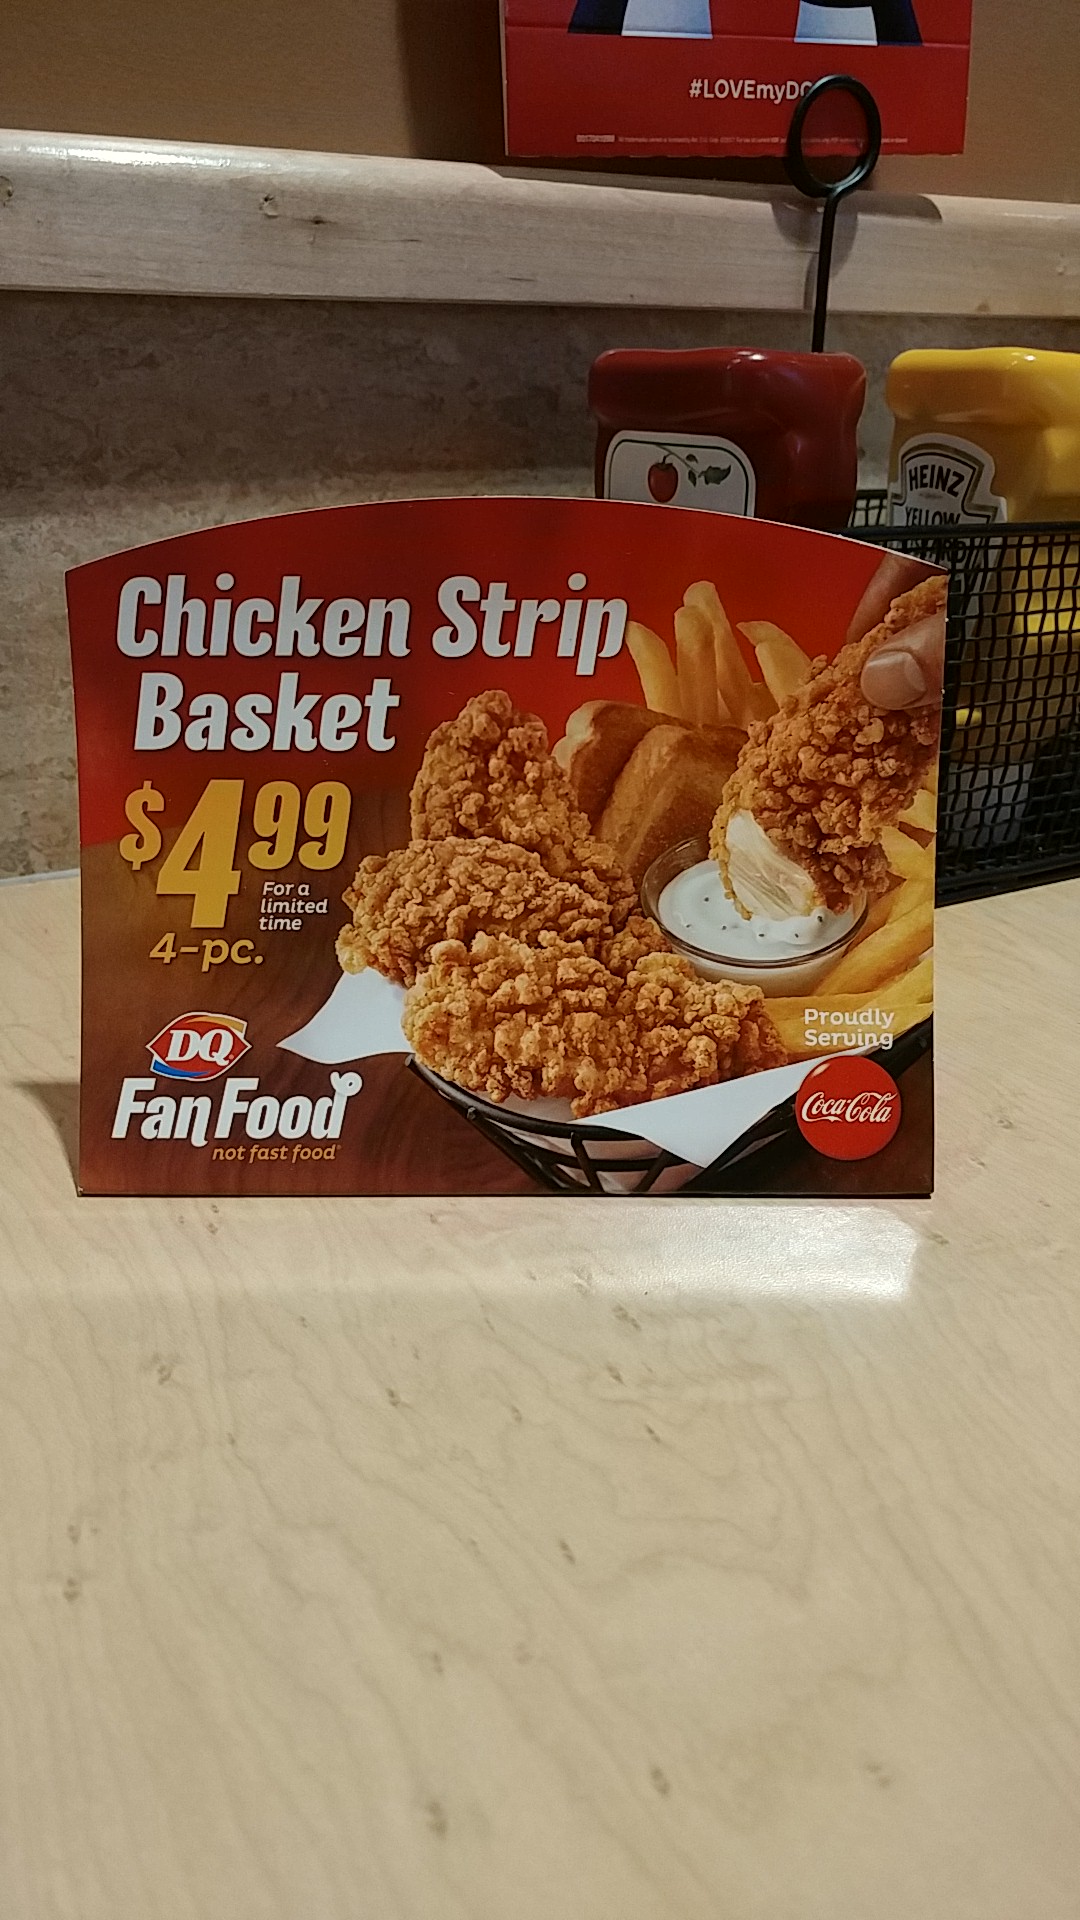 #LOVEmyDQ
HEINZ
YELLOW
Chicken Strip
Basket
$4.99
For a
limited
time
4-pc.
DQ
Fan Food
not fast food
Proudly
Serving
Coca-Cola